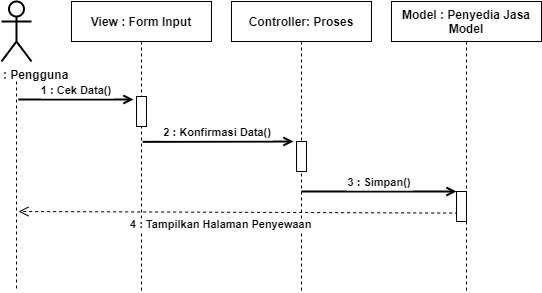 View : Form Input
Controller: Proses
Model : Penyedia Jasa
Model
: Pengguna
1 : Cek Data()
2 : Konfirmasi Data()
3 : Simpan()
4 : Tampilkan Halaman Penyewaan